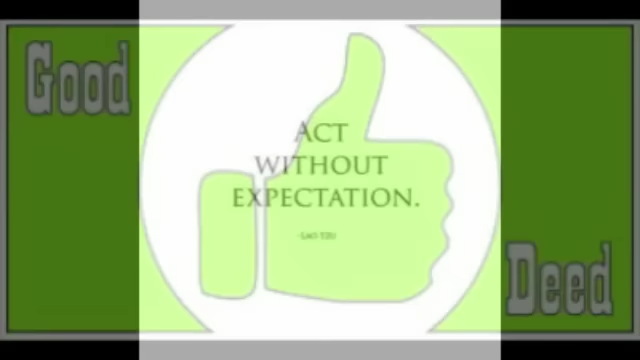 Good
ACT
WITHOUT
EXPECTATION.
-LAO TZU
Deed